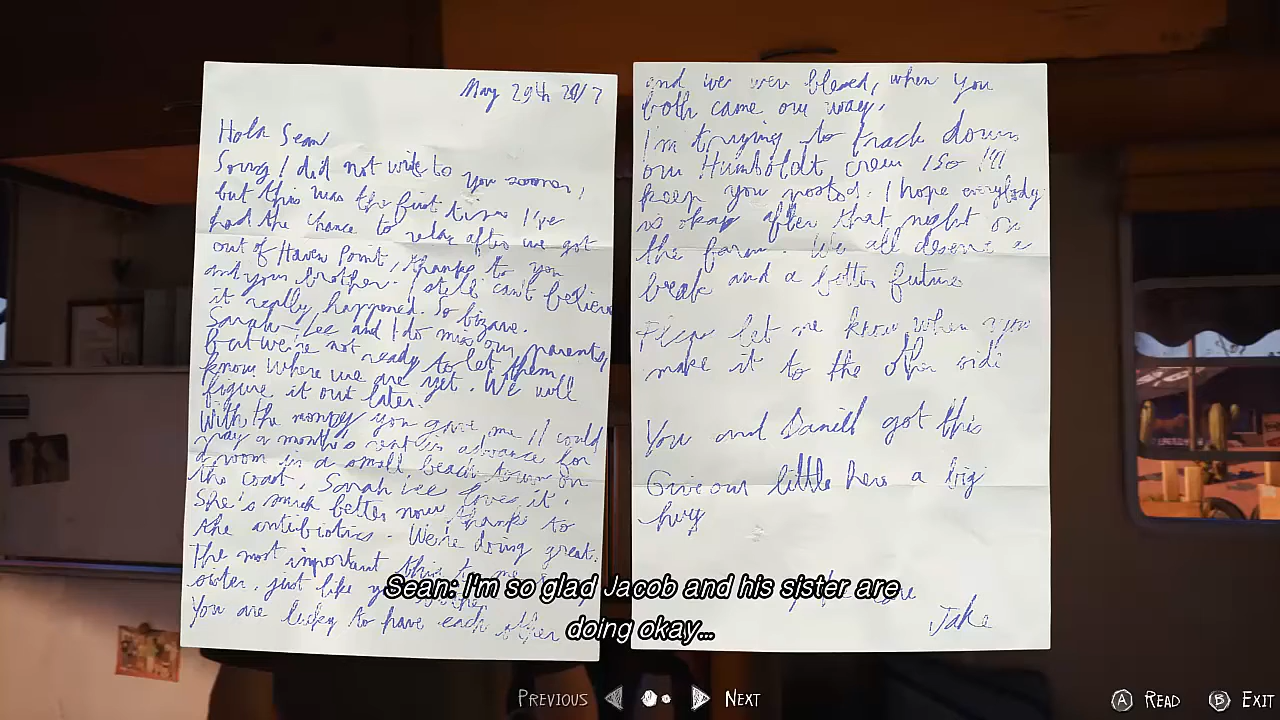 May 29th 2017
Hola Sean
Sorry I did not write to you sooner,
but this was the first time I've
had the chance to relax after we got
out of Haven Point, thanks to you
and your brother. I still can't believe
it really happened. So bizare.
Sarah-Lee and I do miss our parents,
but we're not ready to let them
know where we are yet. We will
figure it out later.
With the money you gave me I could
pay a month's rent in advance for
a room in a small beach town on
the coast, Sarah Lee loves it.
She's much better now thanks to
the antibiotics. We're doing great.
The most important thing to me is
sister, just like
You are lucky to have each other
and we were blessed, when you
both came our way.
I'm trying to track down
our Humboldt crew so I'll
keep you posted. I hope everybody
is okay after that night on
the farm. We all deserve a
break and a better future
Please let me know when you
make it to the other side
You and Daniel got this
Give our little hero a big
hug
Jake
Sean: I'm so glad Jacob and his sister are
doing okay...
PREVIOUS NEXT
A READ B EXIT